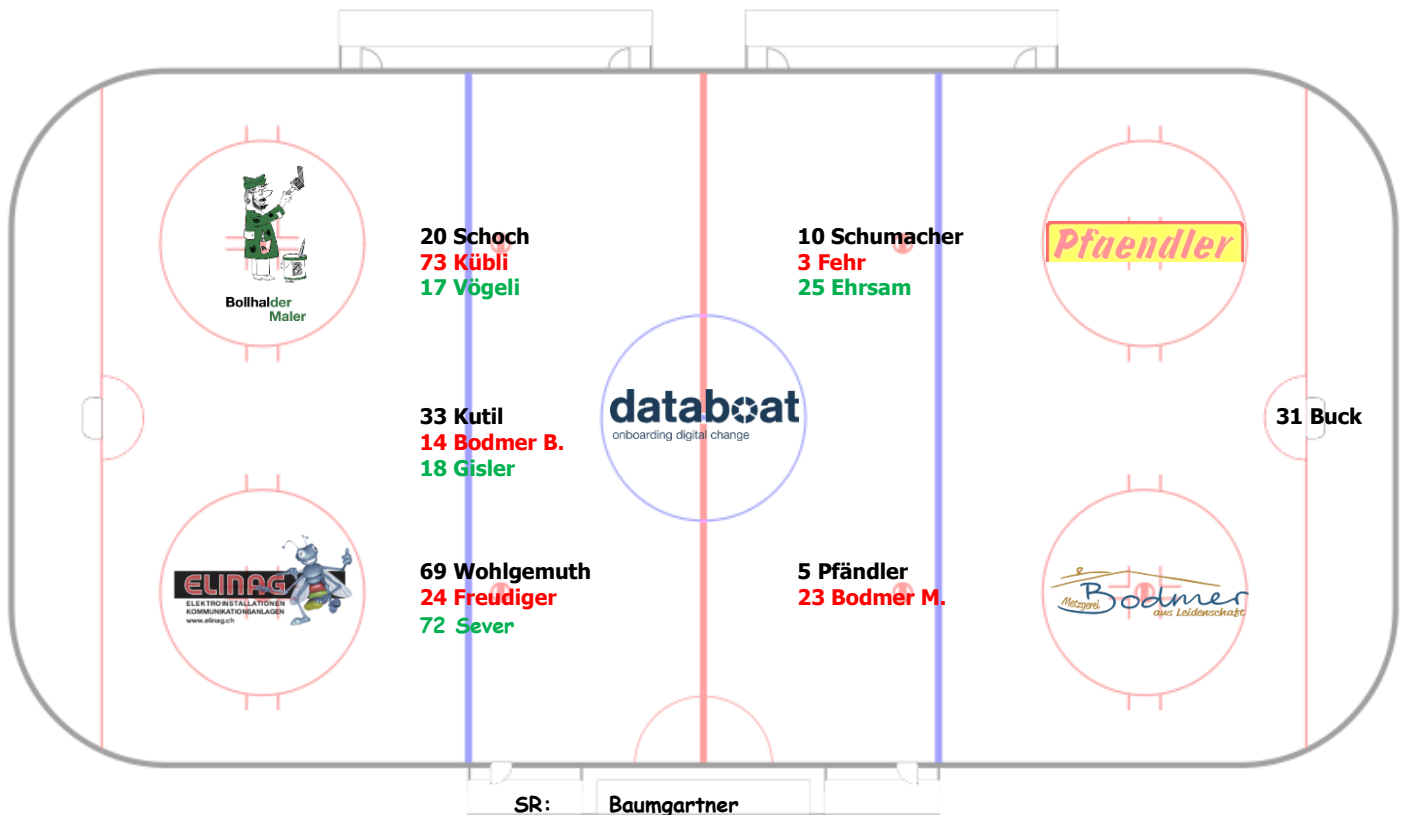 20 Schoch
73 Kübli
17 Vögeli
10 Schumacher
3 Fehr
25 Ehrsam
Pfaendler
Bollhalder
Maler
33 Kutil
14 Bodmer B.
18 Gisler
databoat
onboarding digital change
31 Buck
ELINAG
ELEKTROINSTALLATIONEN
KOMMUNIKATIONSANLAGEN
www.elinag.ch
69 Wohlgemuth
24 Freudiger
72 Sever
5 Pfändler
23 Bodmer M.
Metzgerei
Bodmer
aus Leidenschaft
SR: Baumgartner